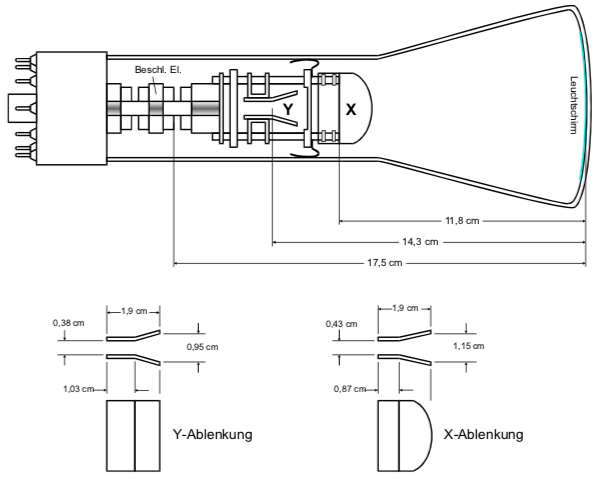 Beschl. El.
Y
X
Leuchtschirm
11,8 cm
14,3 cm
17,5 cm
1,9 cm
0,38 cm
0,95 cm
1,03 cm
Y-Ablenkung
1,9 cm
0,43 cm
1,15 cm
0,87 cm
X-Ablenkung